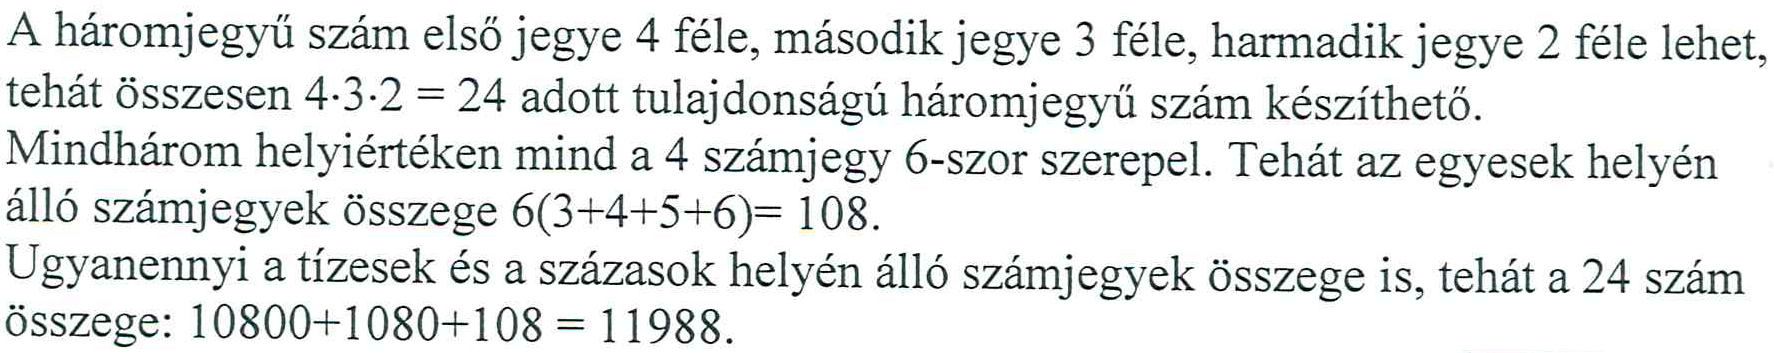 A háromjegyű szám első jegye 4 féle, második jegye 3 féle, harmadik jegye 2 féle lehet,
tehát összesen 4·3·2 = 24 adott tulajdonságú háromjegyű szám készíthető.
Mindhárom helyiértéken mind a 4 számjegy 6-szor szerepel. Tehát az egyesek helyén
álló számjegyek összege 6(3+4+5+6)= 108.
Ugyanennyi a tízesek és a százasok helyén álló számjegyek összege is, tehát a 24 szám
összege: 10800+1080+108 = 11988.